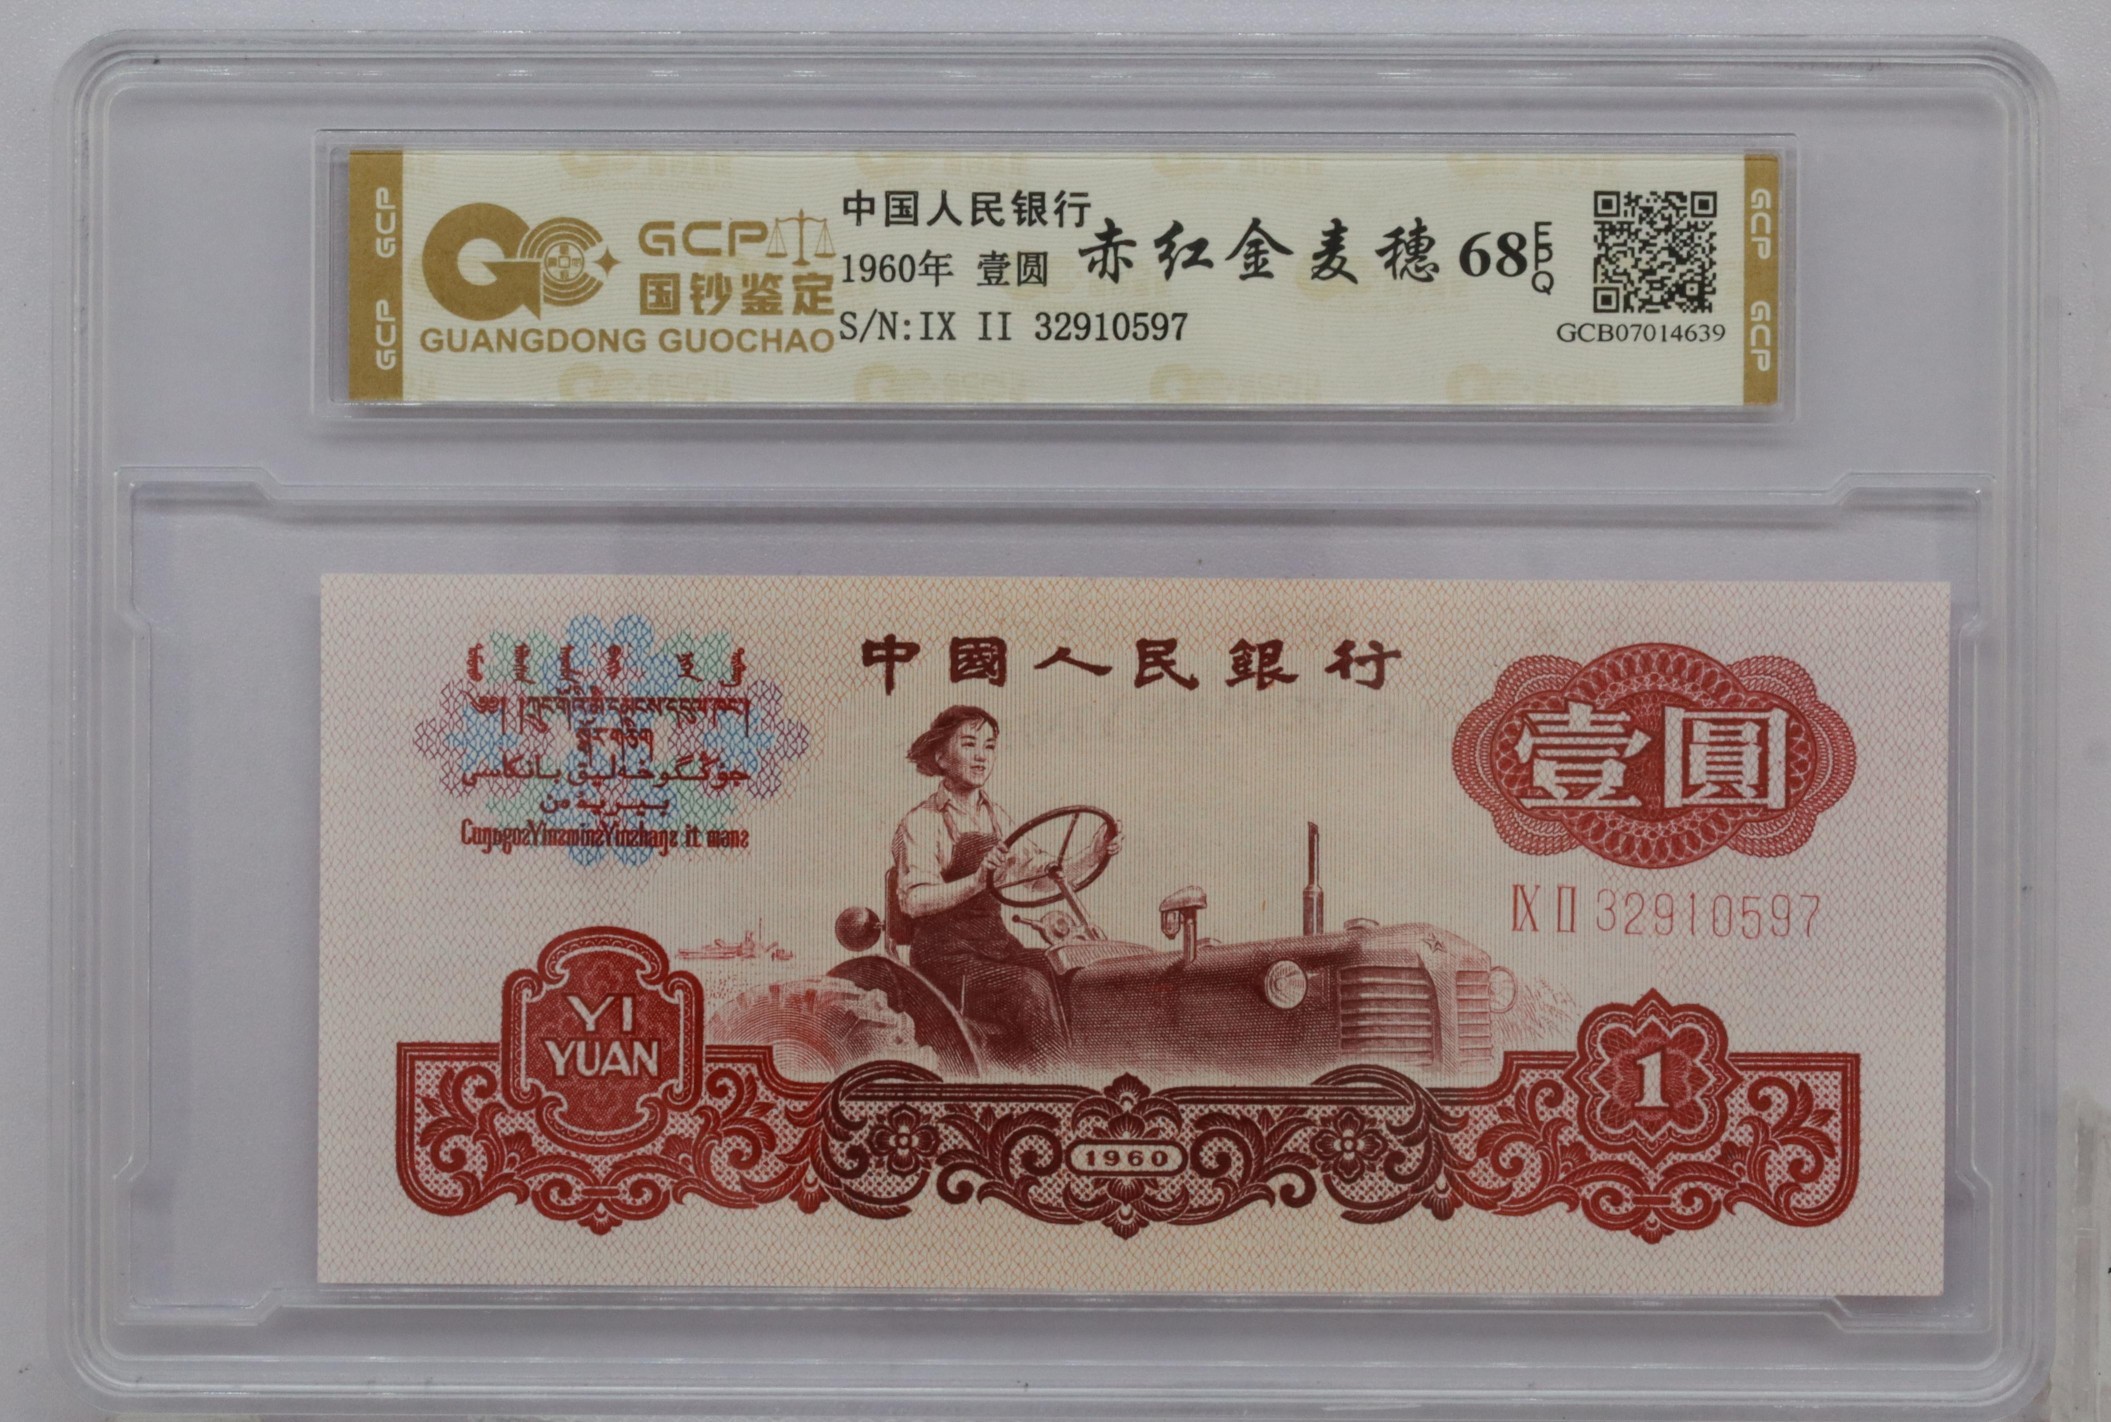 GCP GCP
GCP
国钞鉴定
GUANGDONG GUOCHAO
中国人民银行
1960年 壹圆
S/N:IX II 32910597
赤红金麦穗 68 EPQ
GCB07014639
GCP GCP
中國人民銀行
壹圓
IX II 32910597
YI
YUAN
1960
1